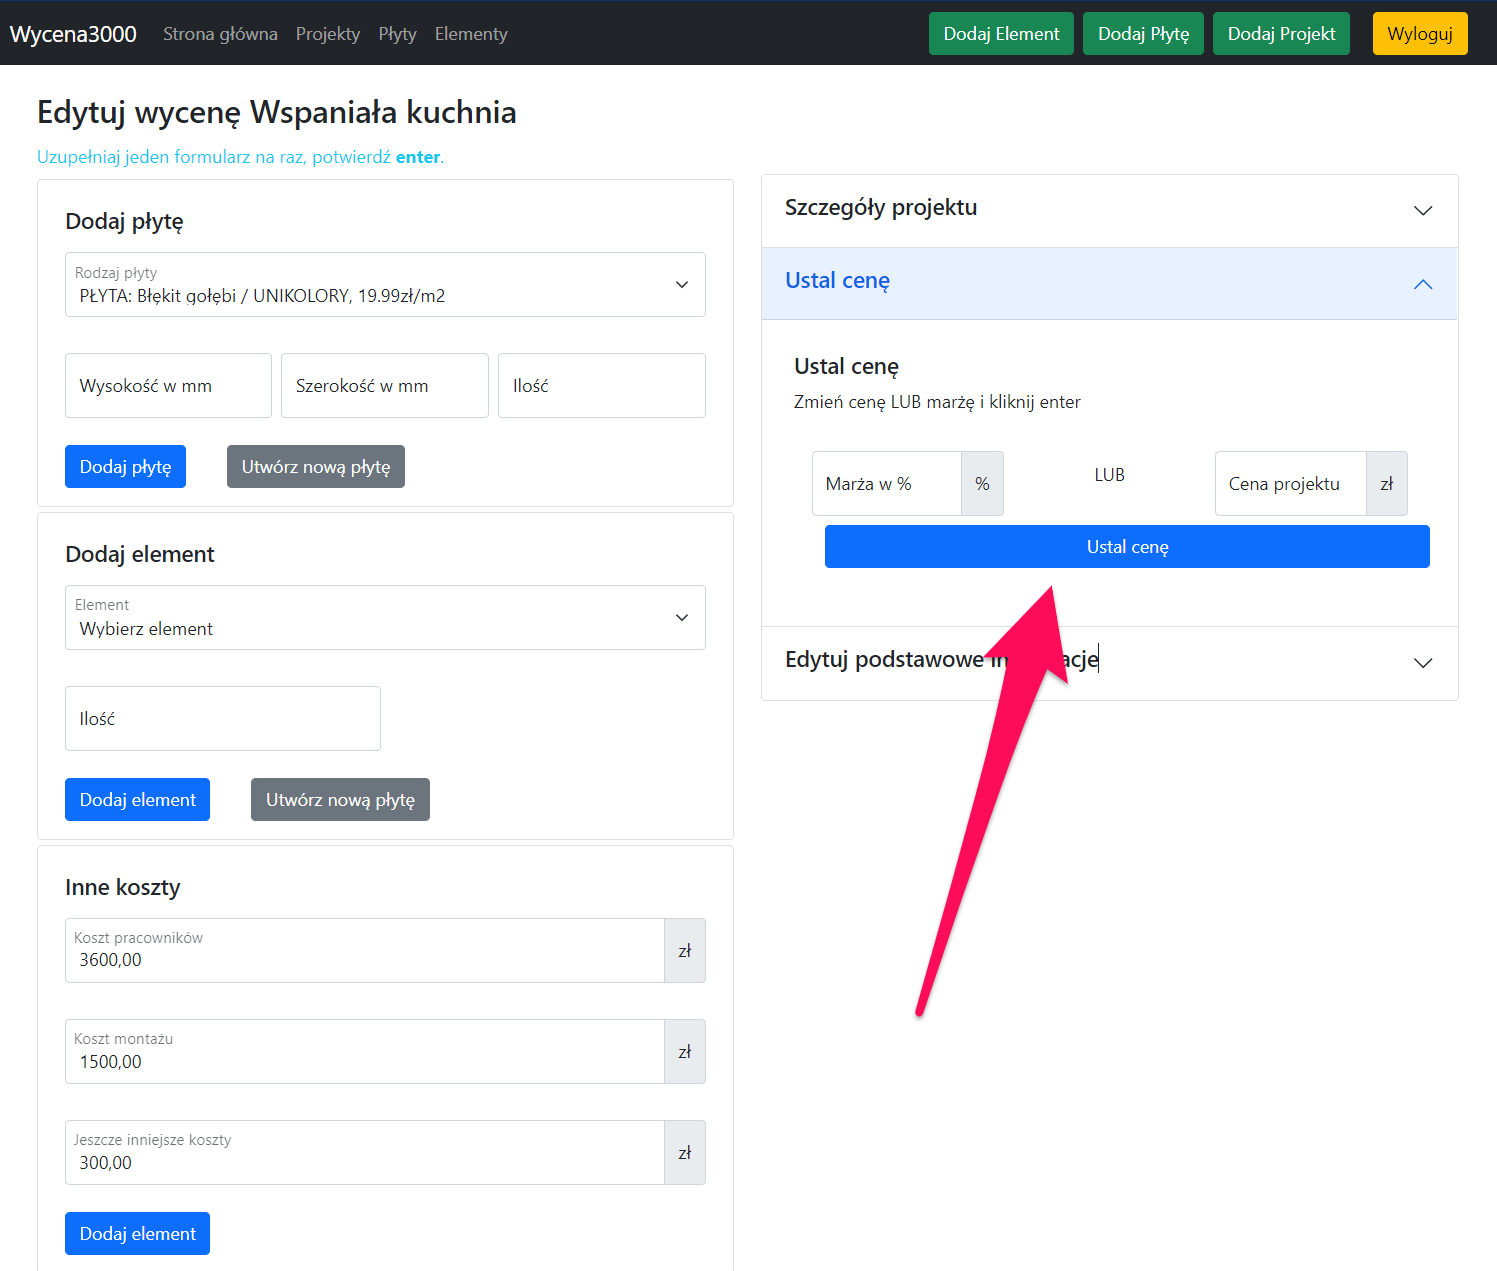 Wycena3000 Strona główna Projekty Płyty Elementy Dodaj Element Dodaj Płytę Dodaj Projekt Wyloguj
Edytuj wycenę Wspaniała kuchnia
Uzupełniaj jeden formularz na raz, potwierdź enter.
Dodaj płytę
Rodzaj płyty
PŁYTA: Błękit gołębi / UNIKOLORY, 19.99zł/m2
Wysokość w mm Szerokość w mm Ilość
Dodaj płytę Utwórz nową płytę
Dodaj element
Element
Wybierz element
Ilość
Dodaj element Utwórz nową płytę
Inne koszty
Koszt pracowników
3600,00 zł
Koszt montażu
1500,00 zł
Jeszcze inniejsze koszty
300,00 zł
Dodaj element
Szczegóły projektu
Ustal cenę
Ustal cenę
Zmień cenę LUB marżę i kliknij enter
Marża w % % LUB Cena projektu zł
Ustal cenę
Edytuj podstawowe